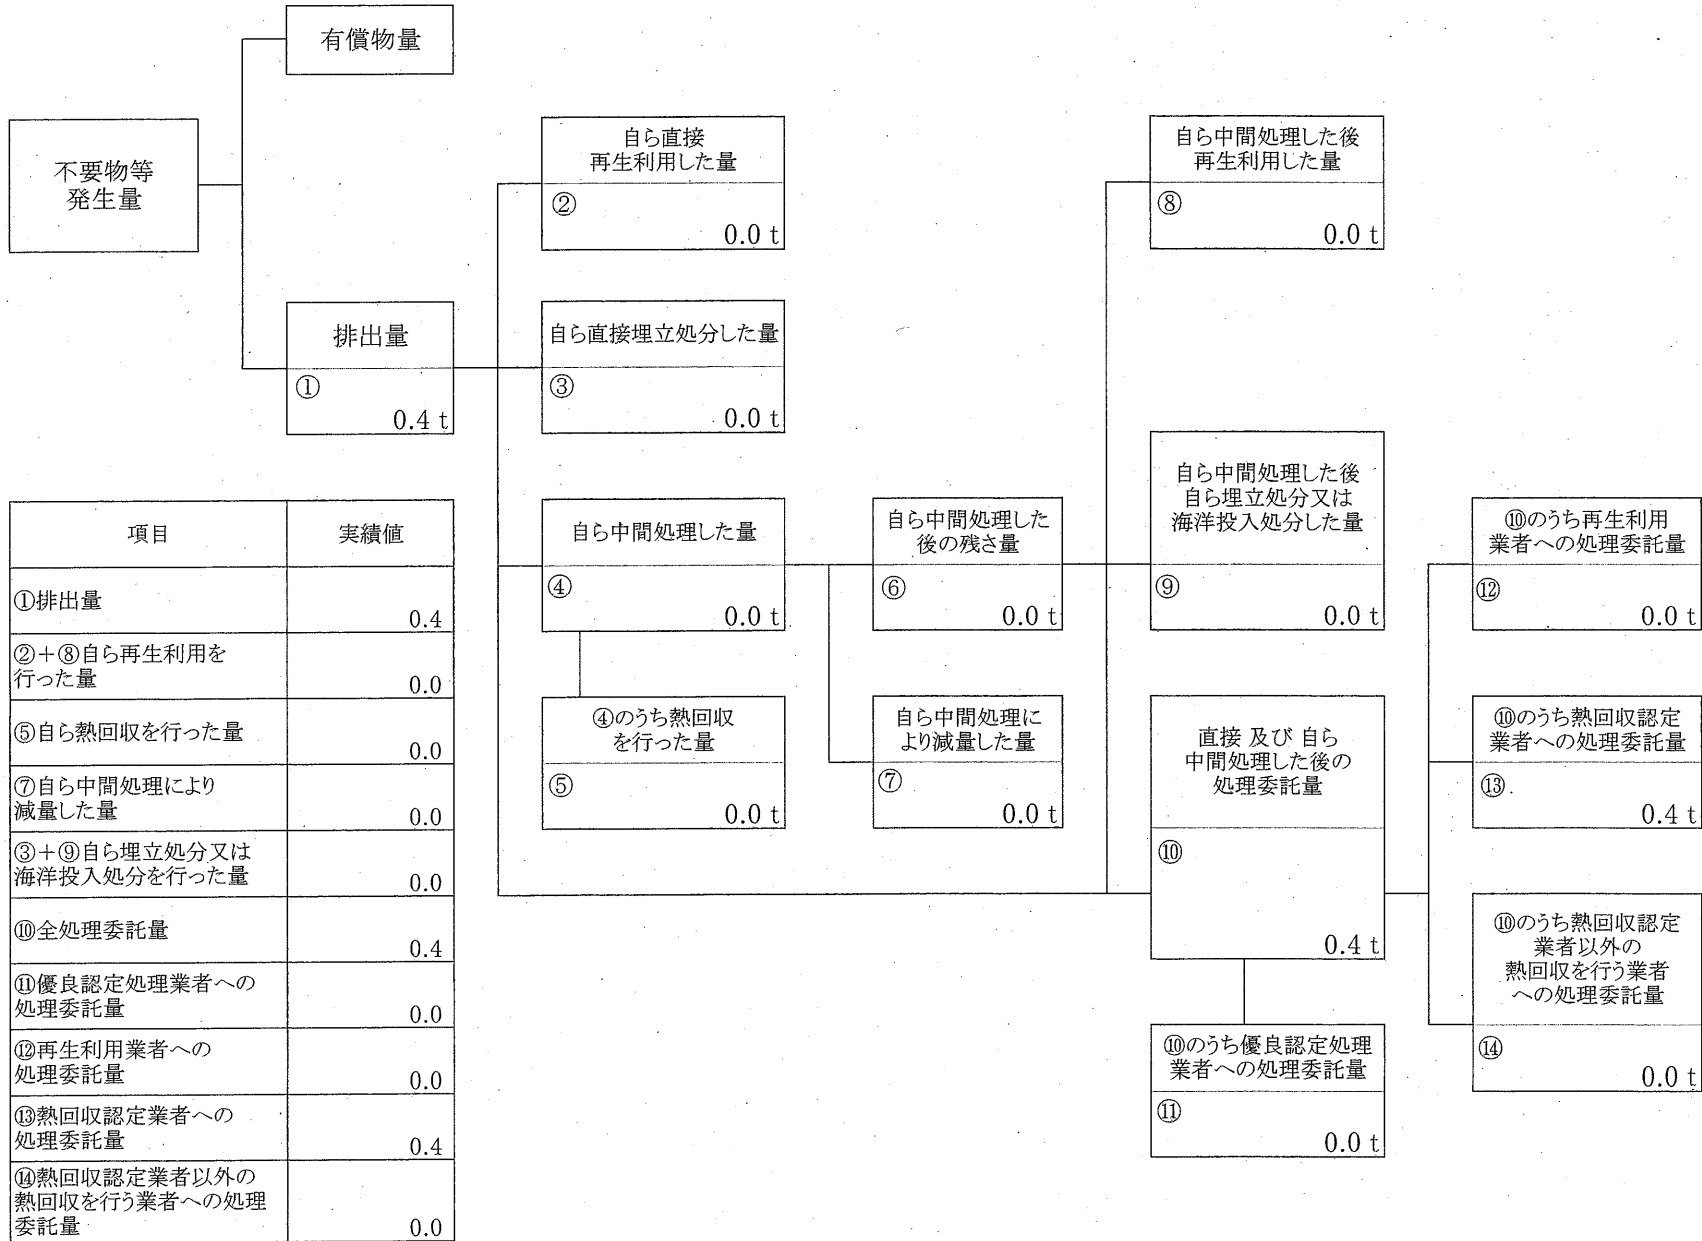 有償物量
不要物等
発生量
自ら直接
再生利用した量
②
0.0 t
自ら中間処理した後
再生利用した量
⑧
0.0 t
排出量
①
0.4 t
自ら直接埋立処分した量
③
0.0 t
自ら中間処理した量
④
0.0 t
自ら中間処理した
後の残さ量
⑥
0.0 t
自ら中間処理した後
自ら埋立処分又は
海洋投入処分した量
⑨
0.0 t
⑩のうち再生利用
業者への処理委託量
⑫
0.0 t
④のうち熱回収
を行った量
⑤
0.0 t
自ら中間処理に
より減量した量
⑦
0.0 t
直接 及び 自ら
中間処理した後の
処理委託量
⑩
0.4 t
⑩のうち熱回収認定
業者への処理委託量
⑬
0.4 t
⑩のうち熱回収認定
業者以外の
熱回収を行う業者
への処理委託量
⑭
0.0 t
⑩のうち優良認定処理
業者への処理委託量
⑪
0.0 t
項目 実績値
①排出量
0.4
②+⑧自ら再生利用を
行った量
0.0
⑤自ら熱回収を行った量
0.0
⑦自ら中間処理により
減量した量
0.0
③+⑨自ら埋立処分又は
海洋投入処分を行った量
0.0
⑩全処理委託量
0.4
⑪優良認定処理業者への
処理委託量
0.0
⑫再生利用業者への
処理委託量
0.0
⑬熱回収認定業者への
処理委託量
0.4
⑭熱回収認定業者以外の
熱回収を行う業者への処理
委託量
0.0